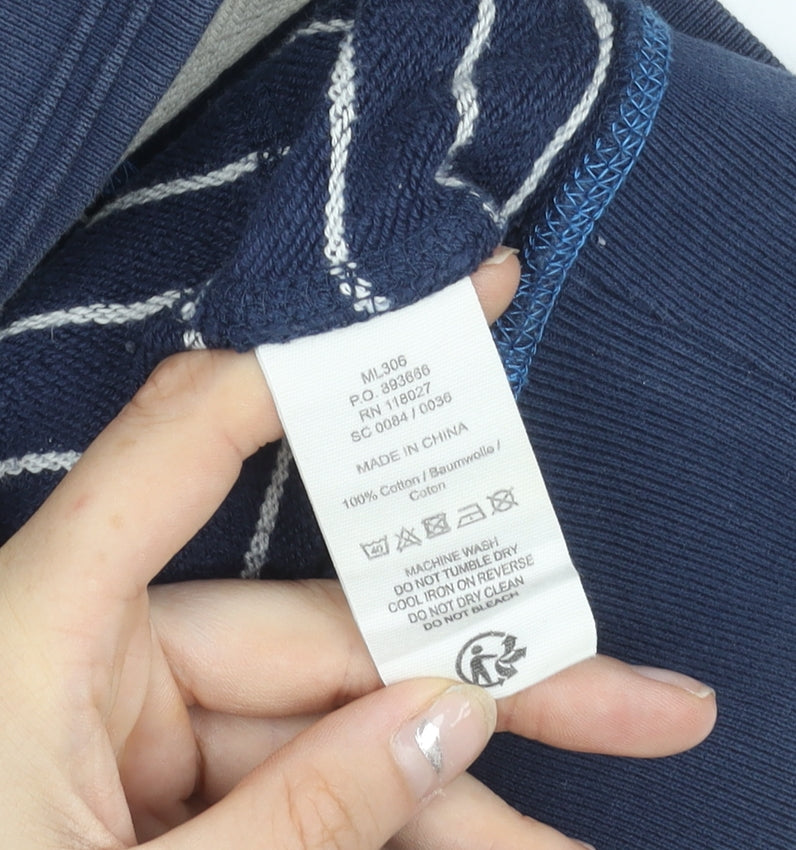 ML306
P.O. 393666
RN 118027
SC 0084 / 0036
MADE IN CHINA
100% Cotton / Baumwolle /
Coton
40
MACHINE WASH
DO NOT TUMBLE DRY
COOL IRON ON REVERSE
DO NOT DRY CLEAN
DO NOT BLEACH